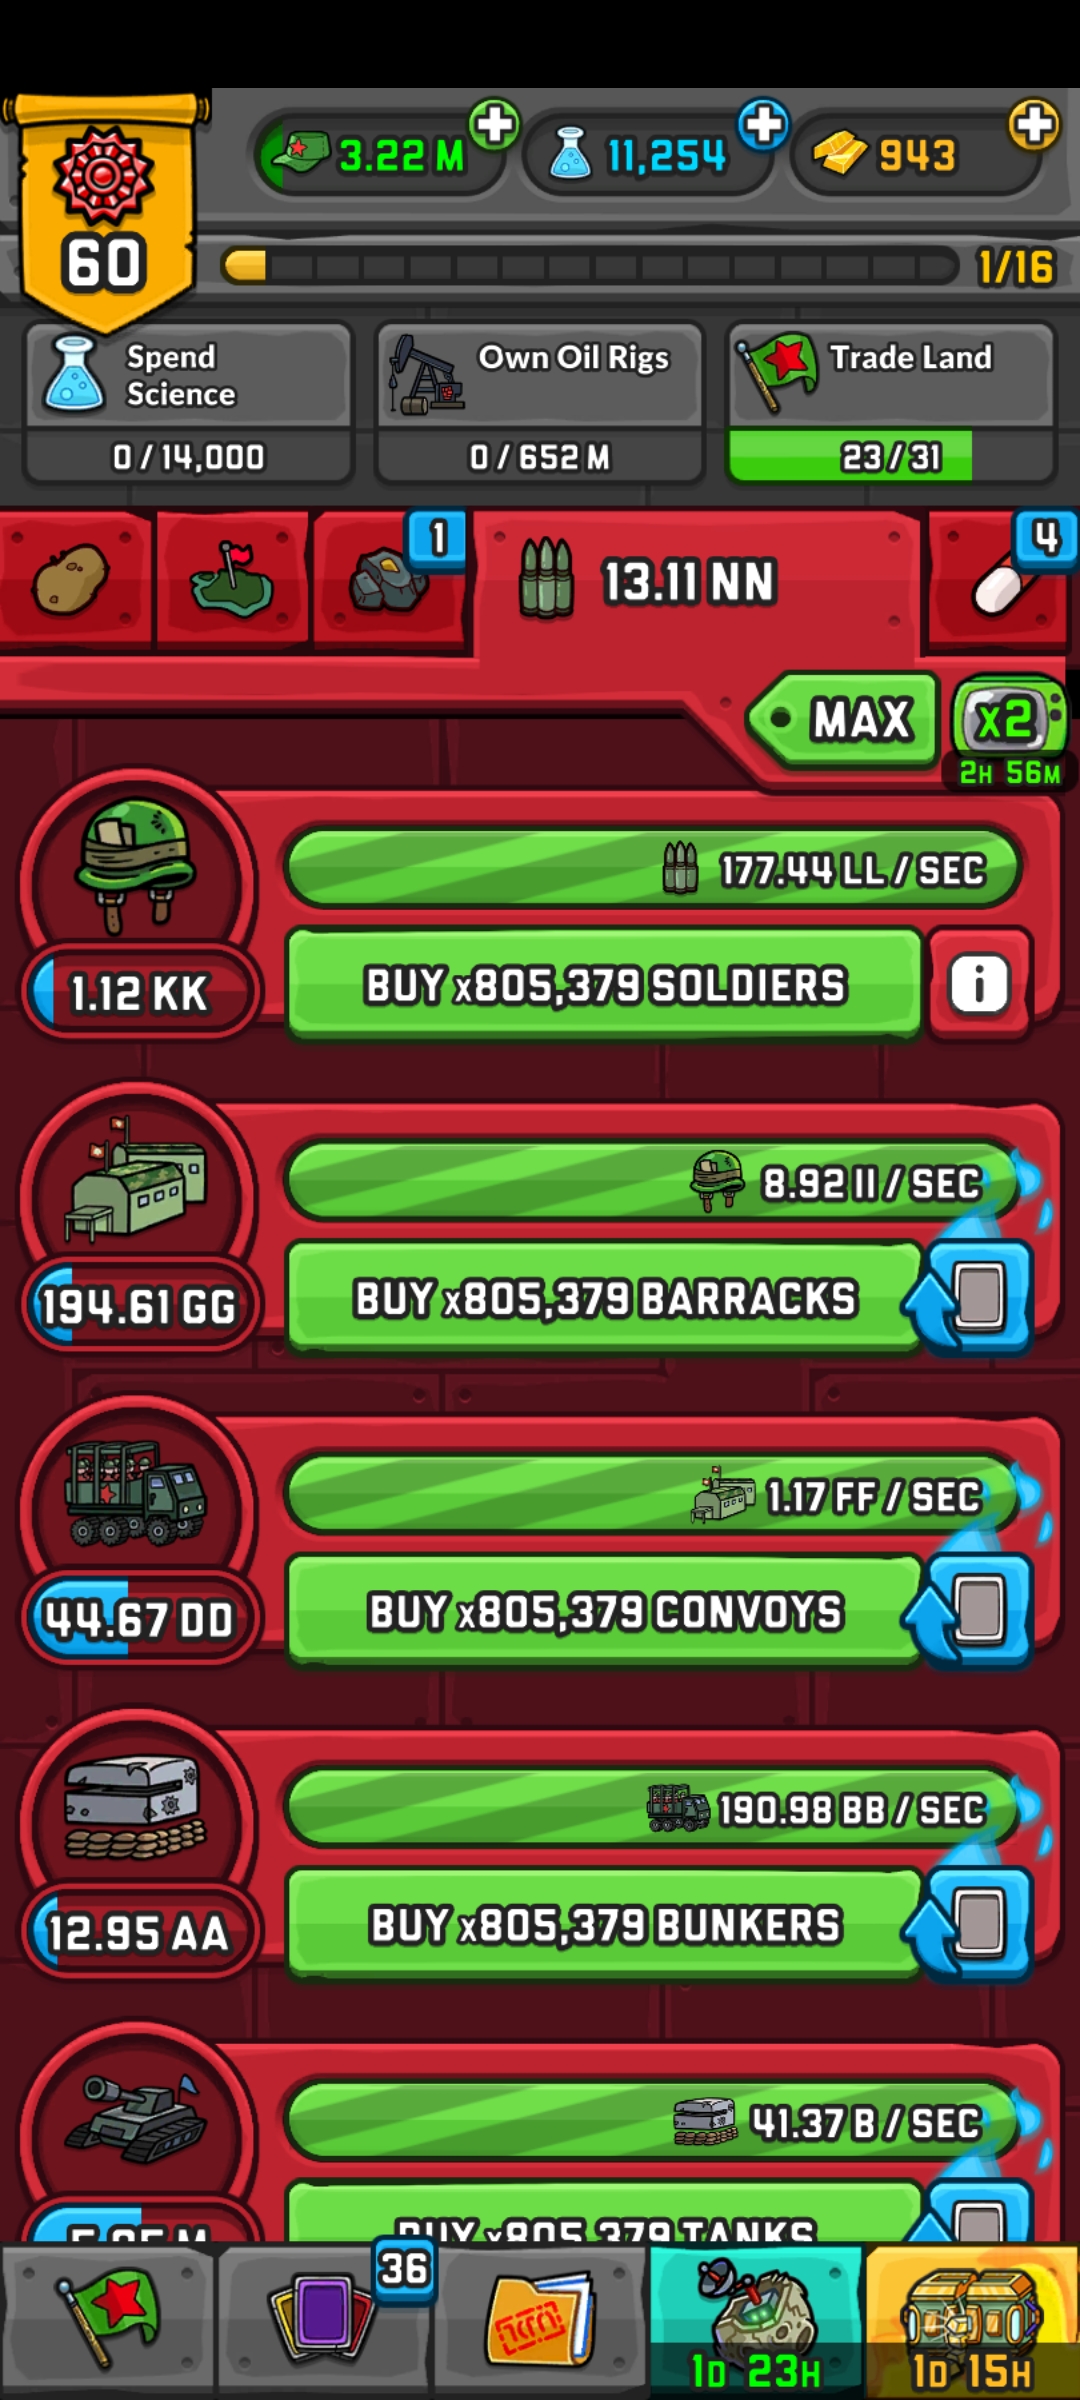 3.22 M
11,254
943
60
1/16
Spend
Science
Own Oil Rigs
Trade Land
0/14,000
0/652 M
23/31
1
13.11 NN
4
MAX
x2
2H 56M
177.44 LL/SEC
1.12 KK
BUY x805,379 SOLDIERS
i
8.92 II/SEC
194.61 GG
BUY x805,379 BARRACKS
1.17 FF/SEC
44.67 DD
BUY x805,379 CONVOYS
190.98 BB/SEC
12.95 AA
BUY x805,379 BUNKERS
41.37 B/SEC
BUY x805,379 TANKS
36
1D 23H
1D 15H